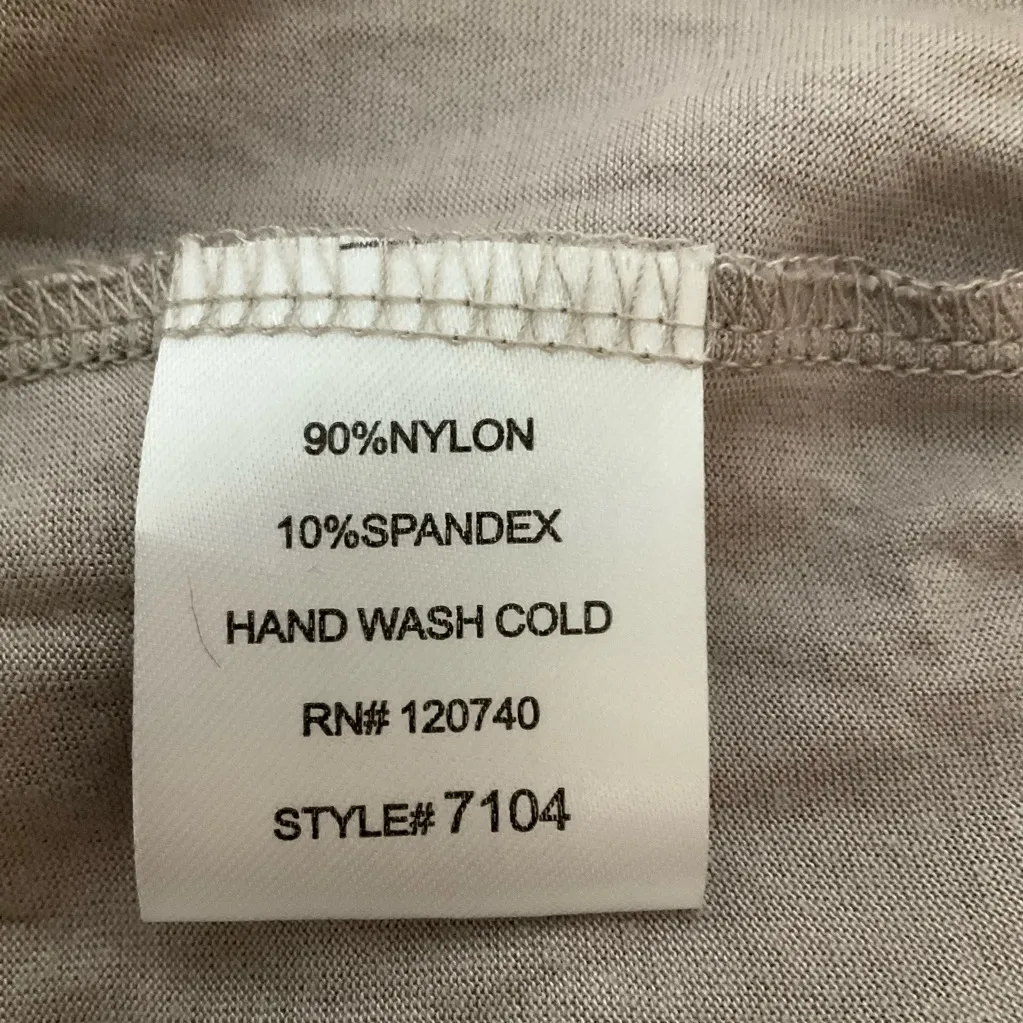 90%NYLON
10%SPANDEX
HAND WASH COLD
RN# 120740
STYLE# 7104